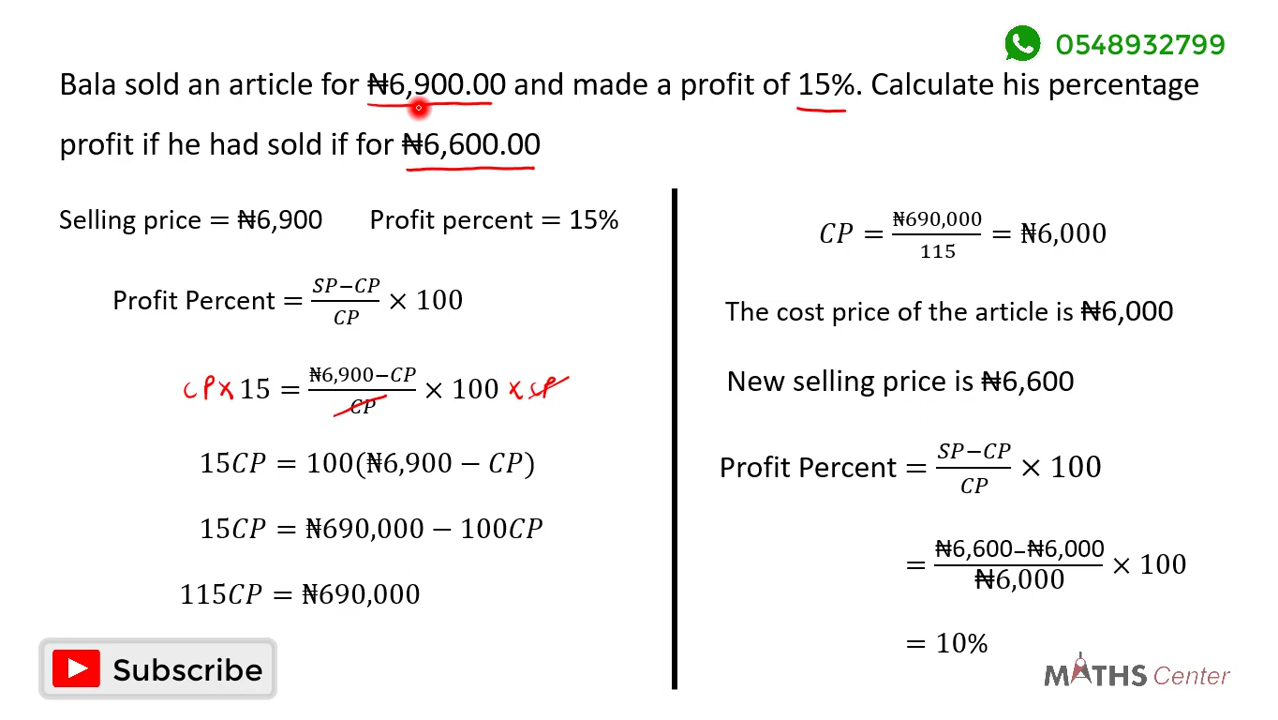 0548932799
Bala sold an article for ₦6,900.00 and made a profit of 15%. Calculate his percentage
profit if he had sold if for ₦6,600.00
Selling price = ₦6,900 Profit percent = 15%
Profit Percent = (SP−CP)/CP × 100
CP× 15 = (₦6,900−CP)/CP × 100 ×CP
15CP = 100(₦6,900 − CP)
15CP = ₦690,000 − 100CP
115CP = ₦690,000
Subscribe
CP = ₦690,000/115 = ₦6,000
The cost price of the article is ₦6,000
New selling price is ₦6,600
Profit Percent = (SP−CP)/CP × 100
= (₦6,600−₦6,000)/₦6,000 × 100
= 10%
MATHS Center